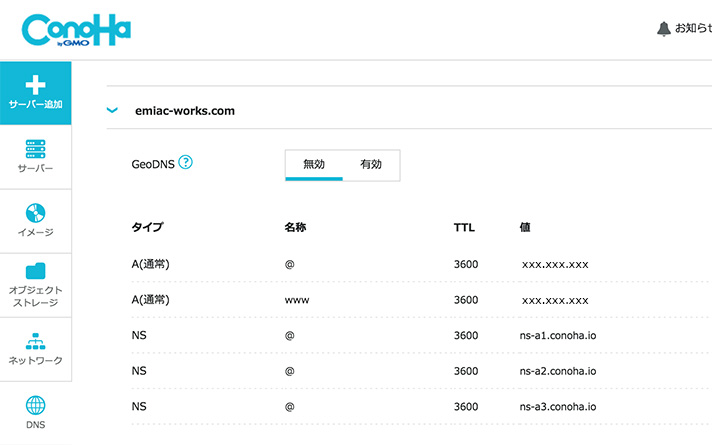 ConoHa
by GMO
お知らせ
サーバー追加
サーバー
イメージ
オブジェクト
ストレージ
ネットワーク
DNS
emiac-works.com
GeoDNS ? 無効 有効
タイプ 名称 TTL 値
A(通常) @ 3600 xxx.xxx.xxx
A(通常) www 3600 xxx.xxx.xxx
NS @ 3600 ns-a1.conoha.io
NS @ 3600 ns-a2.conoha.io
NS @ 3600 ns-a3.conoha.io